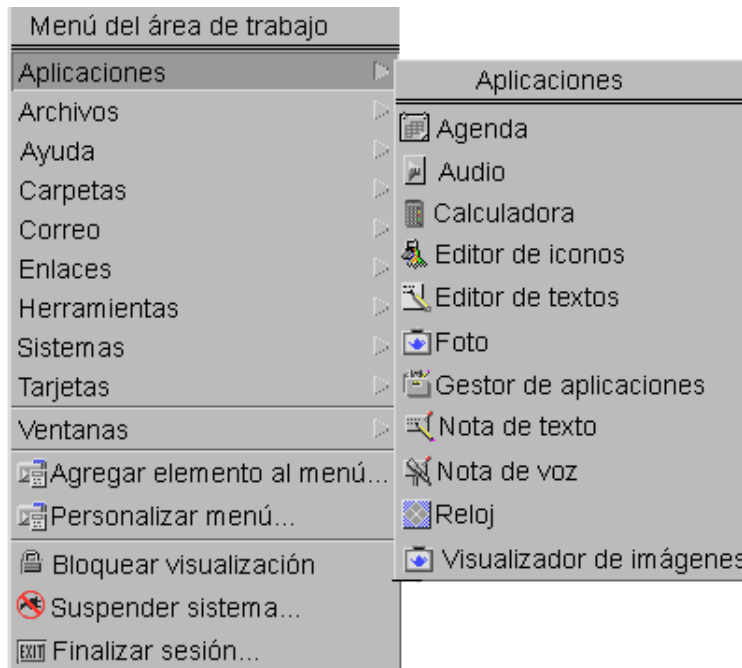 Menú del área de trabajo
Aplicaciones
Archivos
Ayuda
Carpetas
Correo
Enlaces
Herramientas
Sistemas
Tarjetas
Ventanas
Agregar elemento al menú...
Personalizar menú...
Bloquear visualización
Suspender sistema...
EXIT Finalizar sesión...
Aplicaciones
Agenda
Audio
Calculadora
Editor de iconos
Editor de textos
Foto
Gestor de aplicaciones
Nota de texto
Nota de voz
Reloj
Visualizador de imágenes